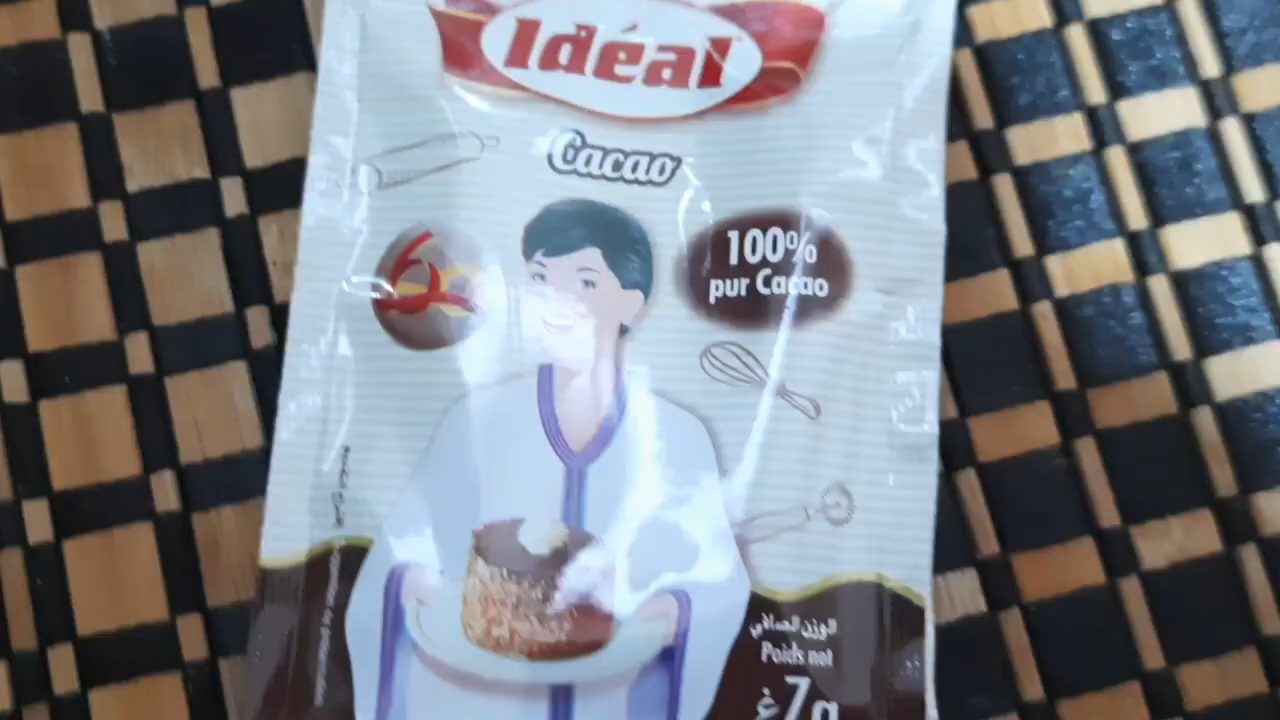 Idéal
Cacao
100%
pur Cacao
الوزن الصافي
Poids net
7g غ